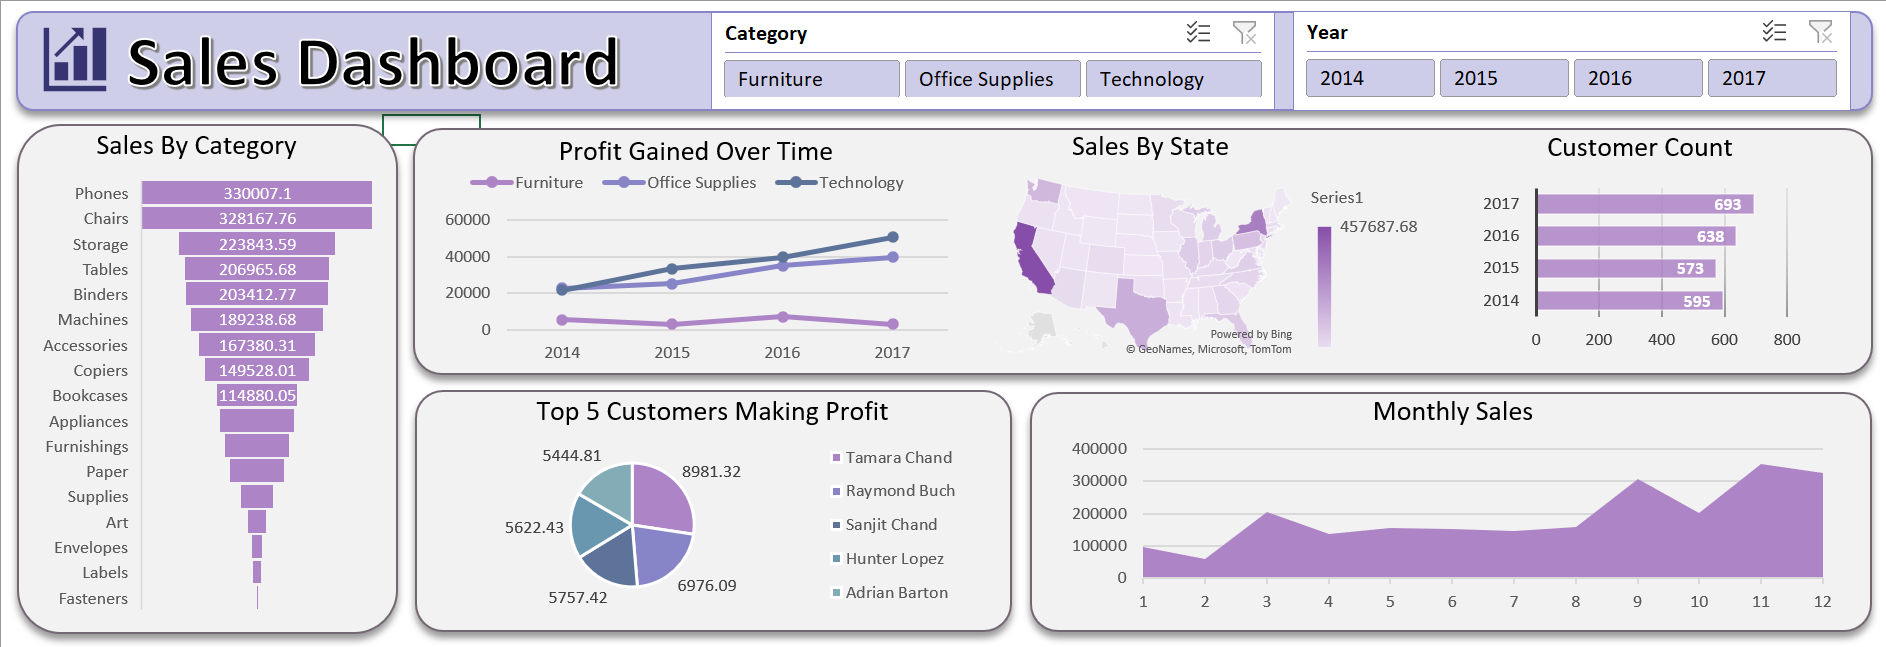 Sales Dashboard
Category
Furniture
Office Supplies
Technology
Year
2014
2015
2016
2017
Sales By Category
Phones 330007.1
Chairs 328167.76
Storage 223843.59
Tables 206965.68
Binders 203412.77
Machines 189238.68
Accessories 167380.31
Copiers 149528.01
Bookcases 114880.05
Appliances
Furnishings
Paper
Supplies
Art
Envelopes
Labels
Fasteners
Profit Gained Over Time
Furniture Office Supplies Technology
60000
40000
20000
0
2014 2015 2016 2017
Sales By State
Series1
457687.68
Powered by Bing
© GeoNames, Microsoft, TomTom
Customer Count
2017 693
2016 638
2015 573
2014 595
0 200 400 600 800
Top 5 Customers Making Profit
5444.81
8981.32
5622.43
6976.09
5757.42
Tamara Chand
Raymond Buch
Sanjit Chand
Hunter Lopez
Adrian Barton
Monthly Sales
400000
300000
200000
100000
0
1 2 3 4 5 6 7 8 9 10 11 12